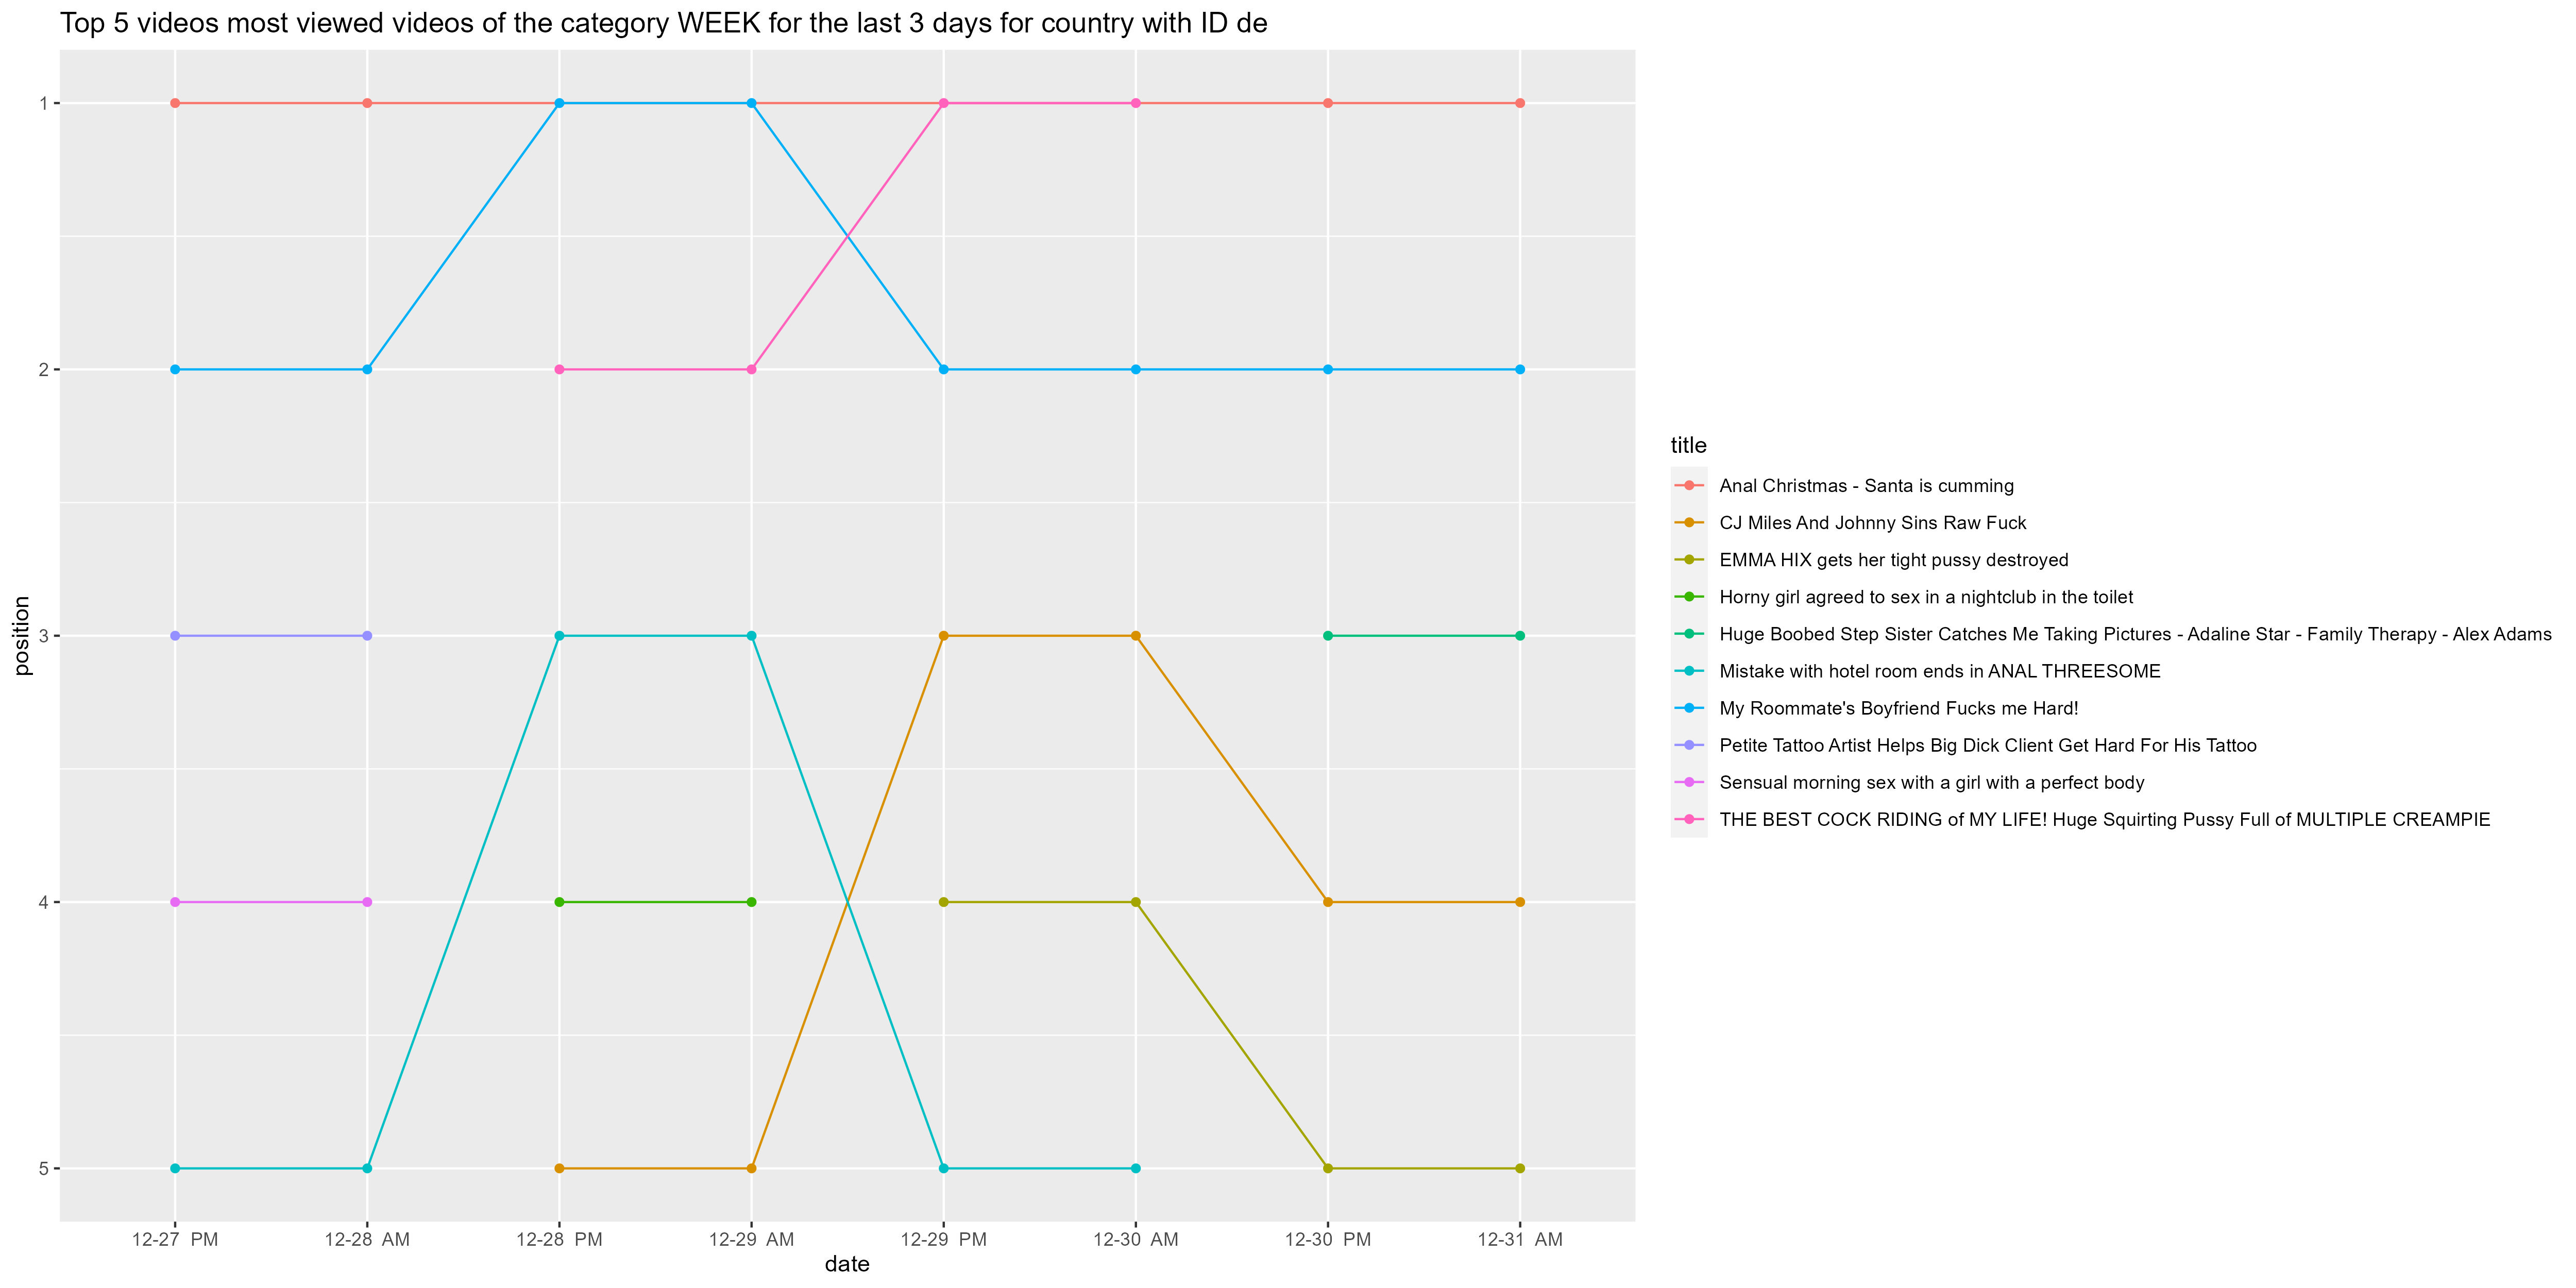 Top 5 videos most viewed videos of the category WEEK for the last 3 days for country with ID de
position
1
2
3
4
5
12-27 PM
12-28 AM
12-28 PM
12-29 AM
12-29 PM
12-30 AM
12-30 PM
12-31 AM
date
title
Anal Christmas - Santa is cumming
CJ Miles And Johnny Sins Raw Fuck
EMMA HIX gets her tight pussy destroyed
Horny girl agreed to sex in a nightclub in the toilet
Huge Boobed Step Sister Catches Me Taking Pictures - Adaline Star - Family Therapy - Alex Adams
Mistake with hotel room ends in ANAL THREESOME
My Roommate's Boyfriend Fucks me Hard!
Petite Tattoo Artist Helps Big Dick Client Get Hard For His Tattoo
Sensual morning sex with a girl with a perfect body
THE BEST COCK RIDING of MY LIFE! Huge Squirting Pussy Full of MULTIPLE CREAMPIE